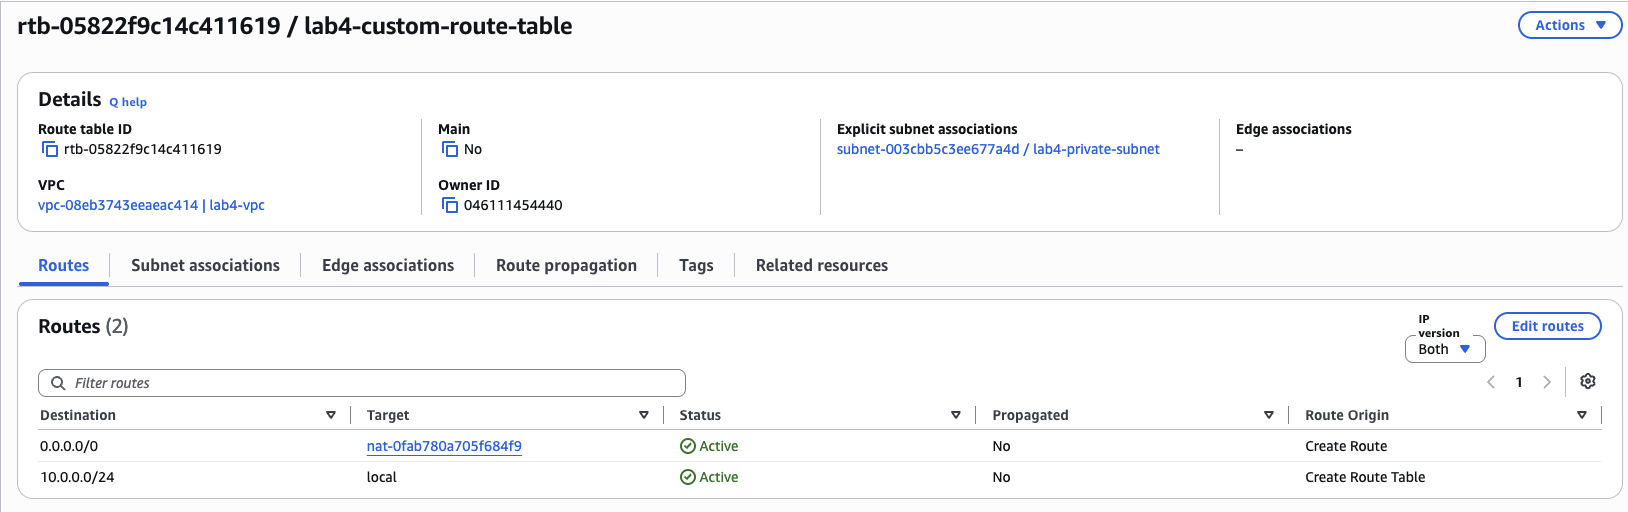 rtb-05822f9c14c411619 / lab4-custom-route-table
Actions
Details Q help
Route table ID
rtb-05822f9c14c411619
Main
No
Explicit subnet associations
subnet-003cbb5c3ee677a4d / lab4-private-subnet
Edge associations
–
VPC
vpc-08eb3743eeaeac414 | lab4-vpc
Owner ID
046111454440
Routes Subnet associations Edge associations Route propagation Tags Related resources
Routes (2)
IP version
Both
Edit routes
Filter routes
1
Destination Target Status Propagated Route Origin
0.0.0.0/0 nat-0fab780a705f684f9 Active No Create Route
10.0.0.0/24 local Active No Create Route Table